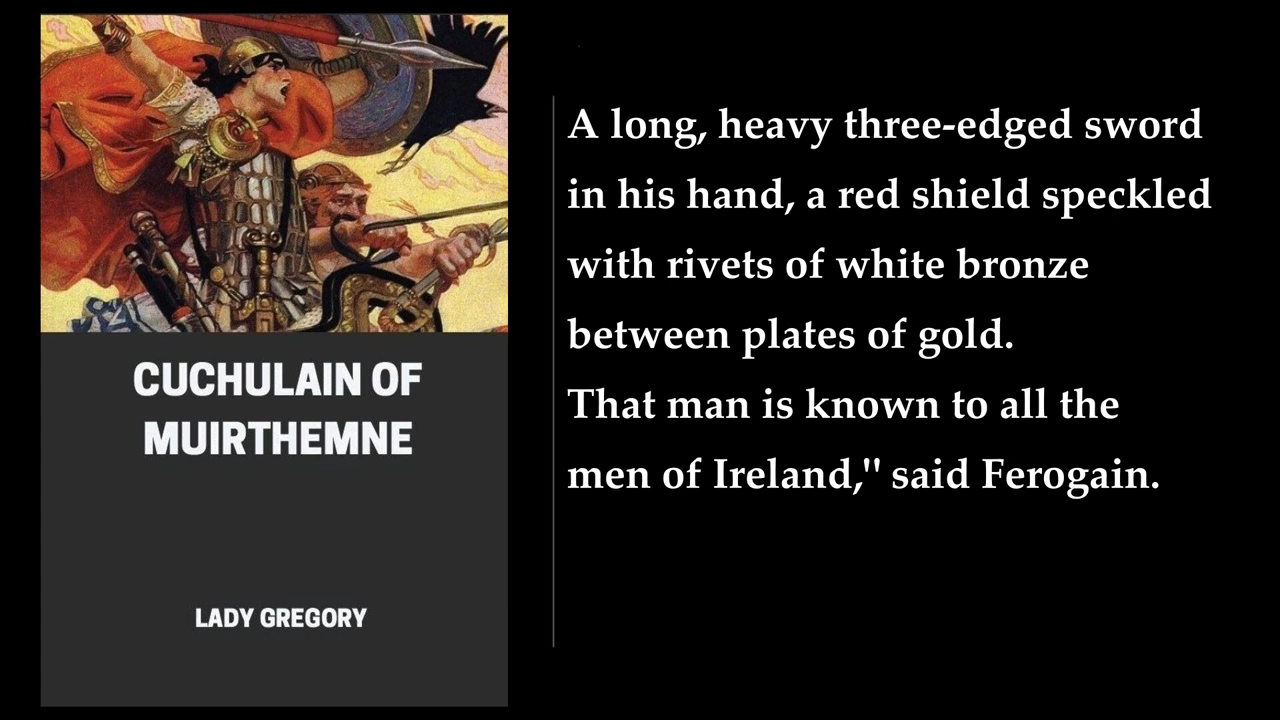 CUCHULAIN OF
MUIRTHEMNE
LADY GREGORY
A long, heavy three-edged sword
in his hand, a red shield speckled
with rivets of white bronze
between plates of gold.
That man is known to all the
men of Ireland," said Ferogain.